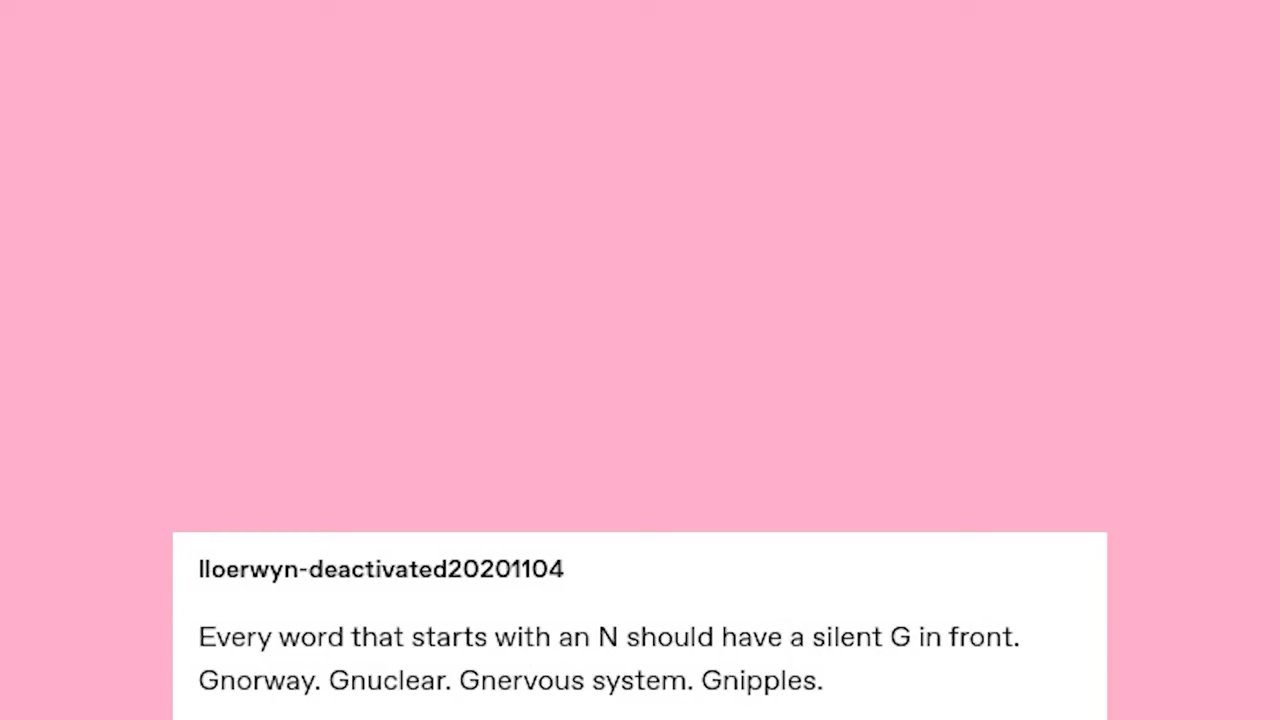 lloerwyn-deactivated20201104
Every word that starts with an N should have a silent G in front.
Gnorway. Gnuclear. Gnervous system. Gnipples.